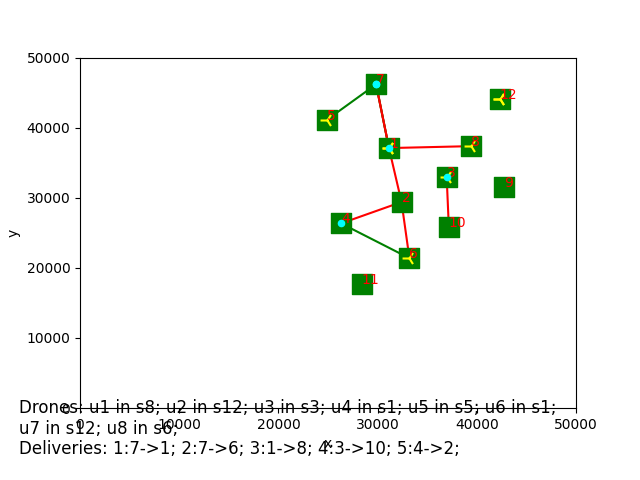 50000
40000
12
30000
9
10
20000
11
10000
y
0
0 10000 20000 30000 40000 50000
x
Drones: u1 in s8; u2 in s12; u3 in s3; u4 in s1; u5 in s5; u6 in s1;
u7 in s12; u8 in s6;
Deliveries: 1:7->1; 2:7->6; 3:1->8; 4:3->10; 5:4->2;